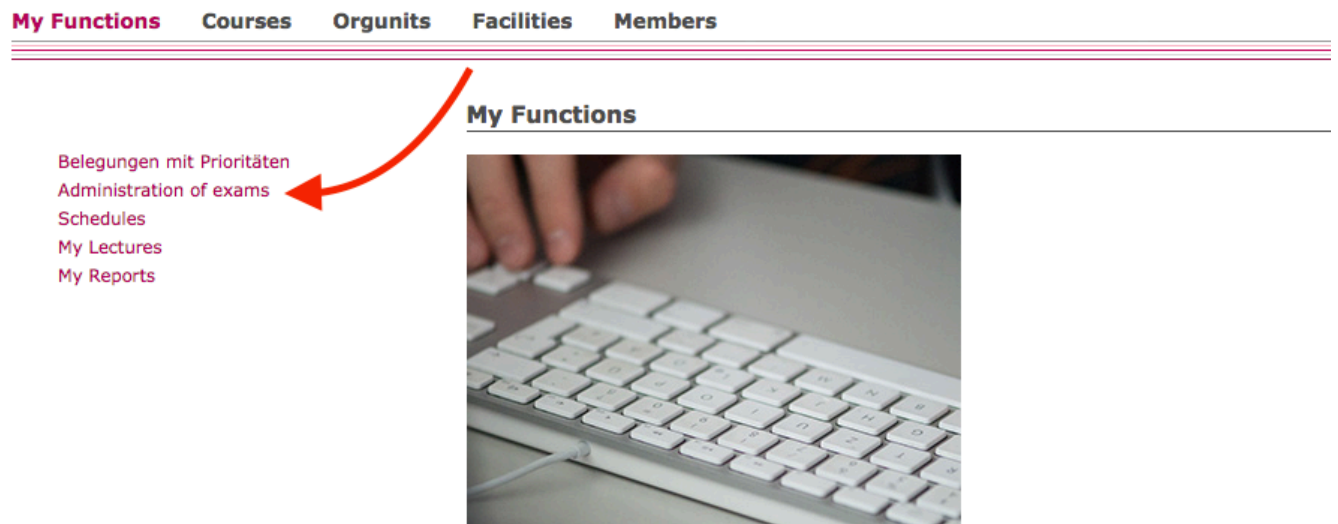 My Functions Courses Orgunits Facilities Members
My Functions
Belegungen mit Prioritäten
Administration of exams
Schedules
My Lectures
My Reports